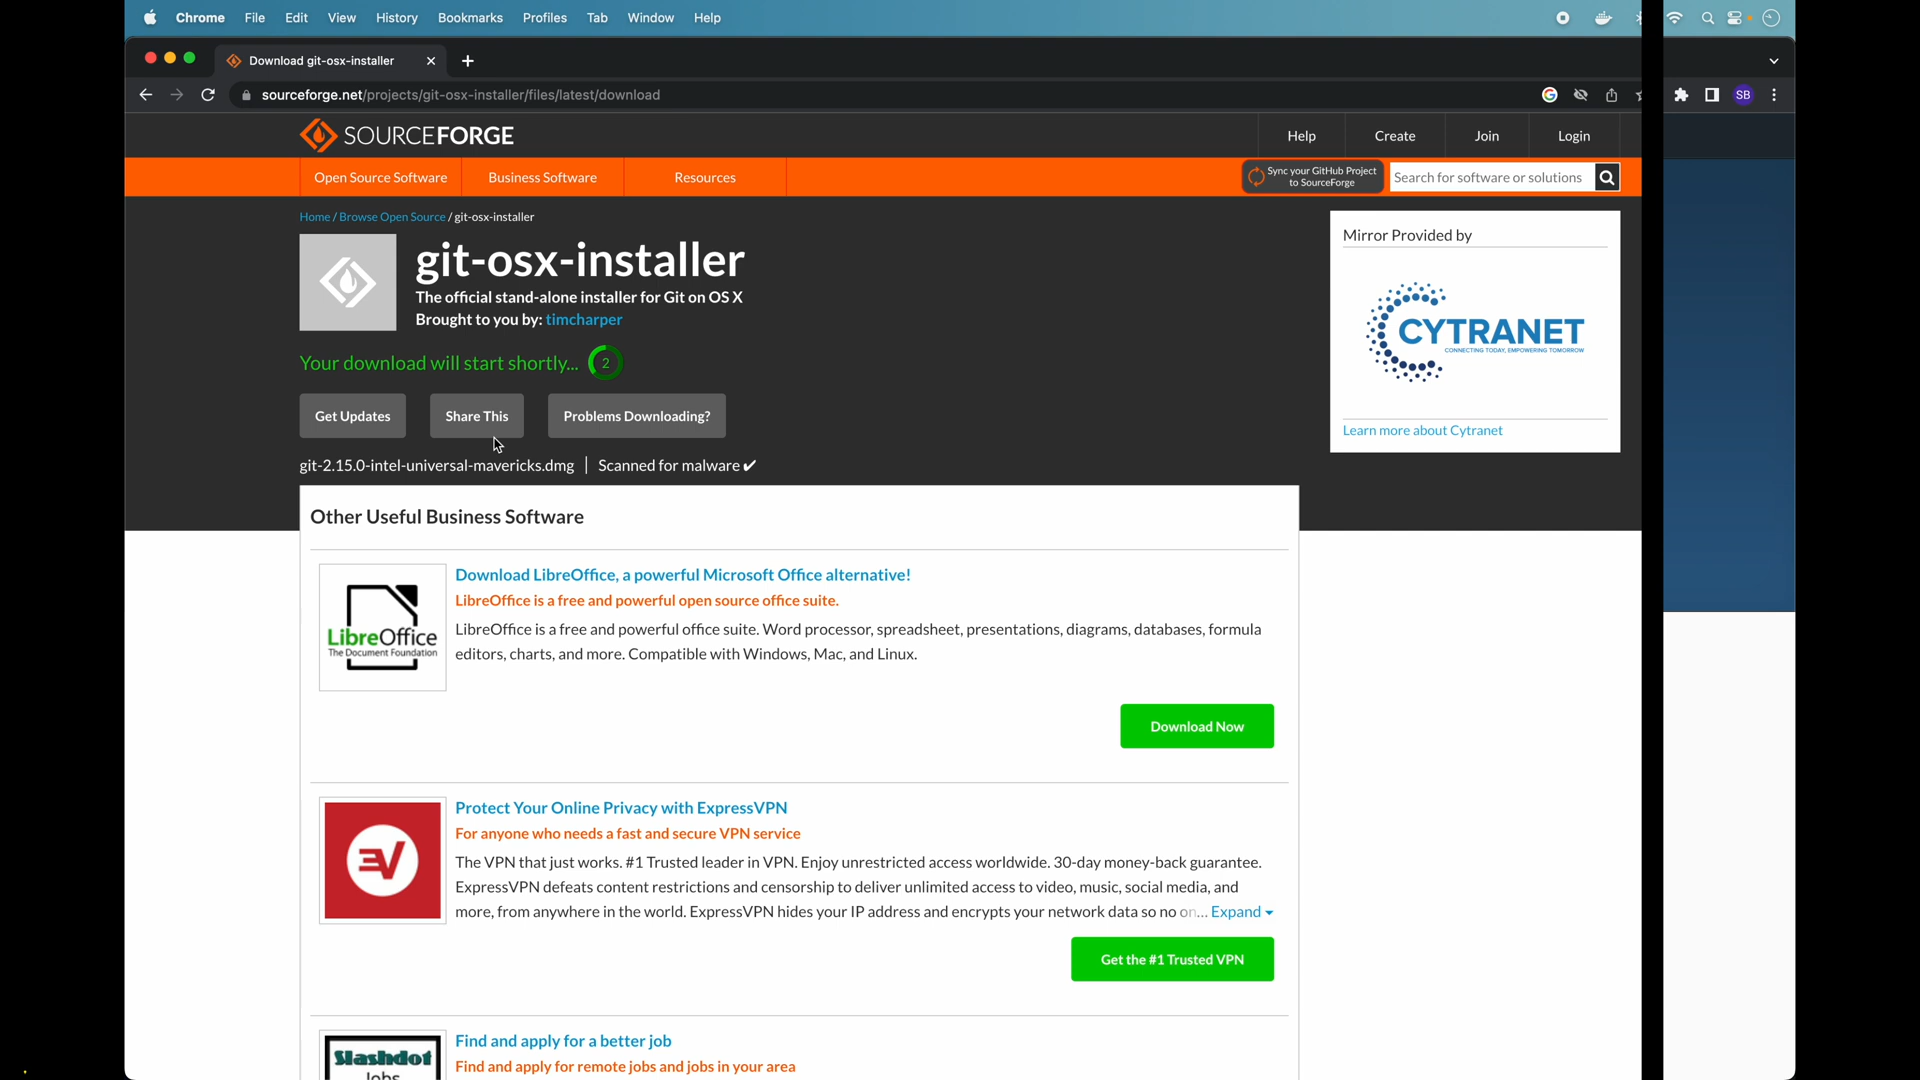 Chrome File Edit View History Bookmarks Profiles Tab Window Help
Download git-osx-installer
sourceforge.net/projects/git-osx-installer/files/latest/download
SB
SOURCEFORGE
Help Create Join Login
Open Source Software Business Software Resources
Sync your GitHub Project
to SourceForge
Search for software or solutions
Home / Browse Open Source / git-osx-installer
git-osx-installer
The official stand-alone installer for Git on OS X
Brought to you by: timcharper
Your download will start shortly... 2
Get Updates Share This Problems Downloading?
git-2.15.0-intel-universal-mavericks.dmg Scanned for malware ✔
Mirror Provided by
CYTRANET
CONNECTING TODAY, EMPOWERING TOMORROW
Learn more about Cytranet
Other Useful Business Software
LibreOffice
The Document Foundation
Download LibreOffice, a powerful Microsoft Office alternative!
LibreOffice is a free and powerful open source office suite.
LibreOffice is a free and powerful office suite. Word processor, spreadsheet, presentations, diagrams, databases, formula
editors, charts, and more. Compatible with Windows, Mac, and Linux.
Download Now
EV
Protect Your Online Privacy with ExpressVPN
For anyone who needs a fast and secure VPN service
The VPN that just works. #1 Trusted leader in VPN. Enjoy unrestricted access worldwide. 30-day money-back guarantee.
ExpressVPN defeats content restrictions and censorship to deliver unlimited access to video, music, social media, and
more, from anywhere in the world. ExpressVPN hides your IP address and encrypts your network data so no on... Expand
Get the #1 Trusted VPN
Slashdot
Jobs
Find and apply for a better job
Find and apply for remote jobs and jobs in your area